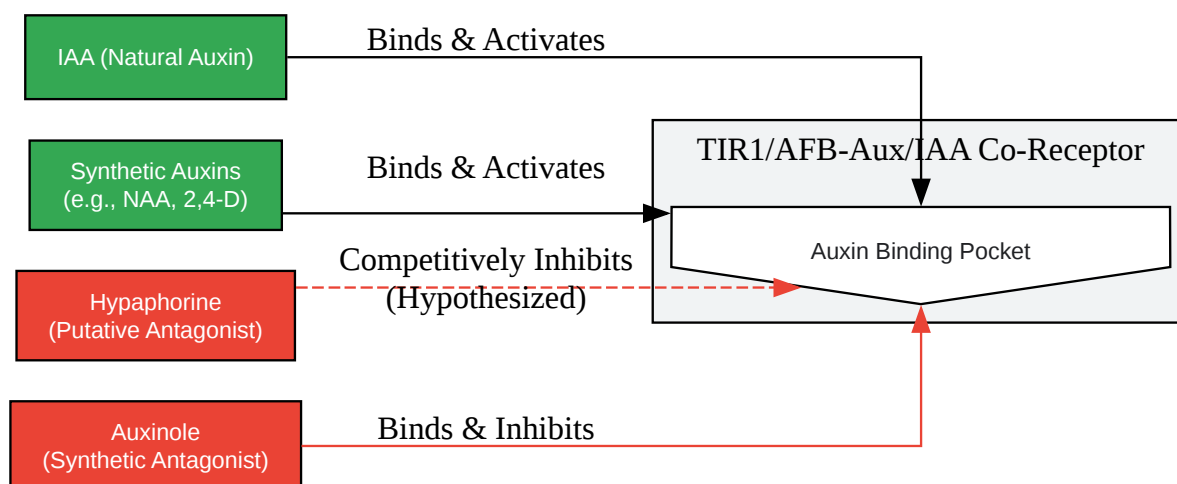 IAA (Natural Auxin)
Binds & Activates
TIR1/AFB-Aux/IAA Co-Receptor
Synthetic Auxins
(e.g., NAA, 2,4-D)
Binds & Activates
Auxin Binding Pocket
Hypaphorine
(Putative Antagonist)
Competitively Inhibits
(Hypothesized)
Auxinole
(Synthetic Antagonist)
Binds & Inhibits